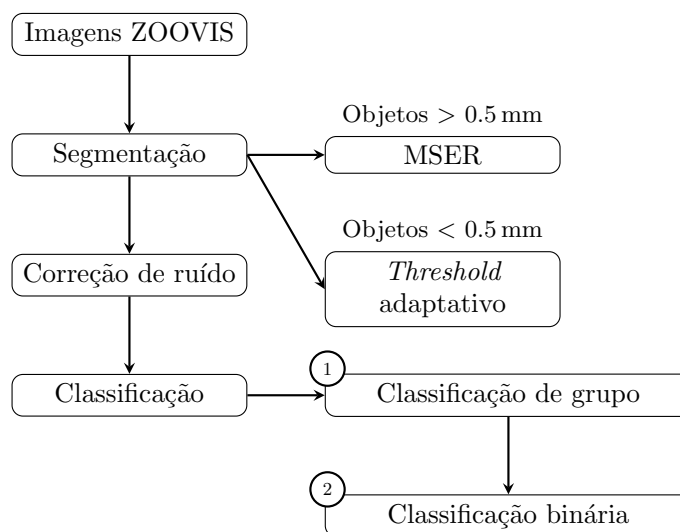 Imagens ZOOVIS
Objetos > 0.5 mm
Segmentação
MSER
Objetos < 0.5 mm
Correção de ruído
Threshold
adaptativo
1
Classificação
Classificação de grupo
2
Classificação binária